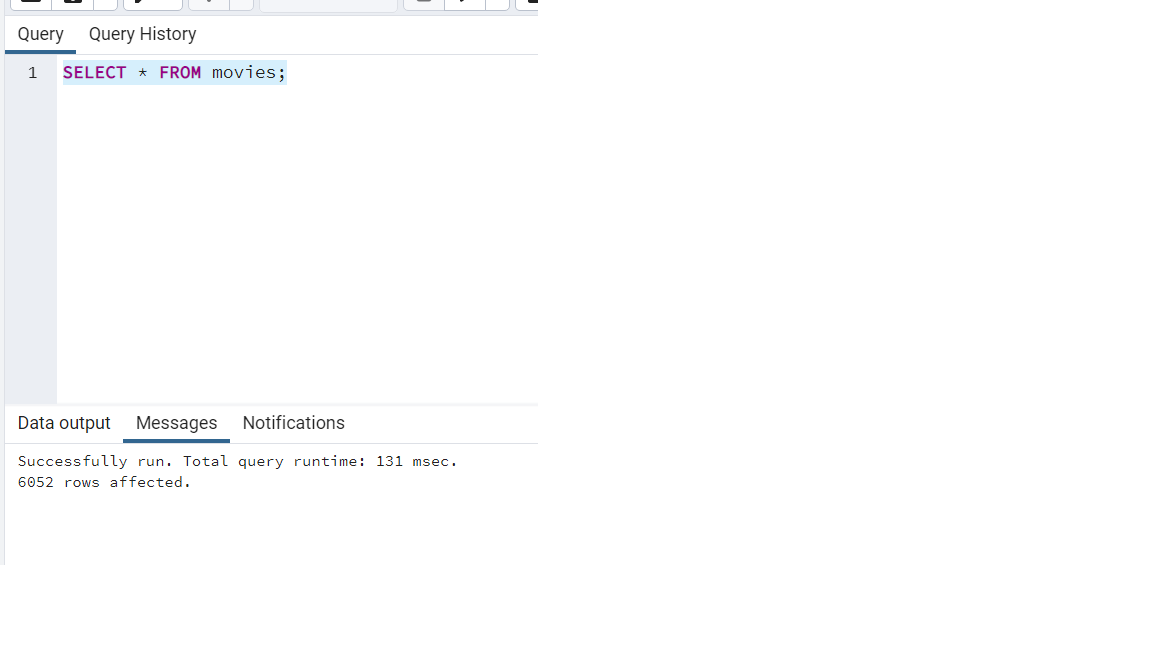 Query Query History
1 SELECT * FROM movies;
Data output Messages Notifications
Successfully run. Total query runtime: 131 msec.
6052 rows affected.